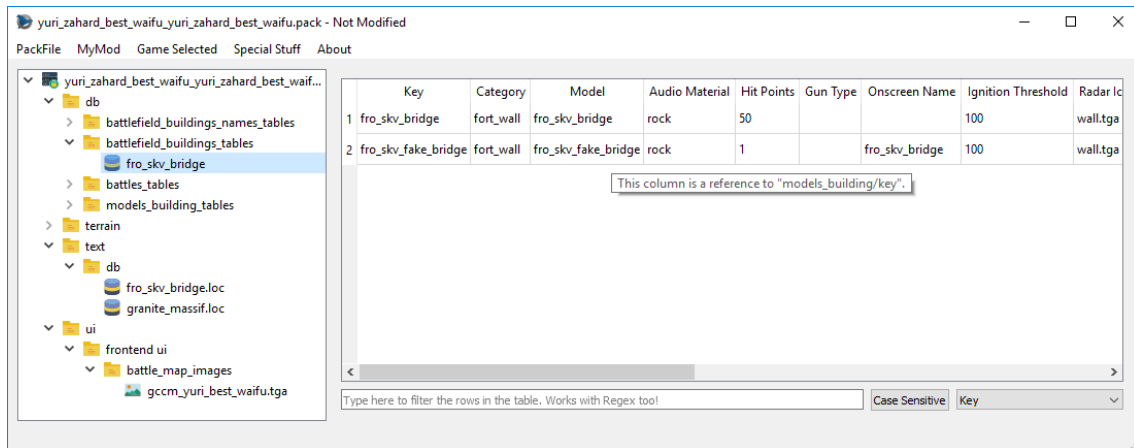 yuri_zahard_best_waifu_yuri_zahard_best_waifu.pack - Not Modified
PackFile MyMod Game Selected Special Stuff About
yuri_zahard_best_waifu_yuri_zahard_best_waif...
db
battlefield_buildings_names_tables
battlefield_buildings_tables
fro_skv_bridge
battles_tables
models_building_tables
terrain
text
db
fro_skv_bridge.loc
granite_massif.loc
ui
frontend ui
battle_map_images
gccm_yuri_best_waifu.tga
Key Category Model Audio Material Hit Points Gun Type Onscreen Name Ignition Threshold Radar Ic
1 fro_skv_bridge fort_wall fro_skv_bridge rock 50 100 wall.tga
2 fro_skv_fake_bridge fort_wall fro_skv_fake_bridge rock 1 fro_skv_bridge 100 wall.tga
This column is a reference to "models_building/key".
Type here to filter the rows in the table. Works with Regex too! Case Sensitive Key